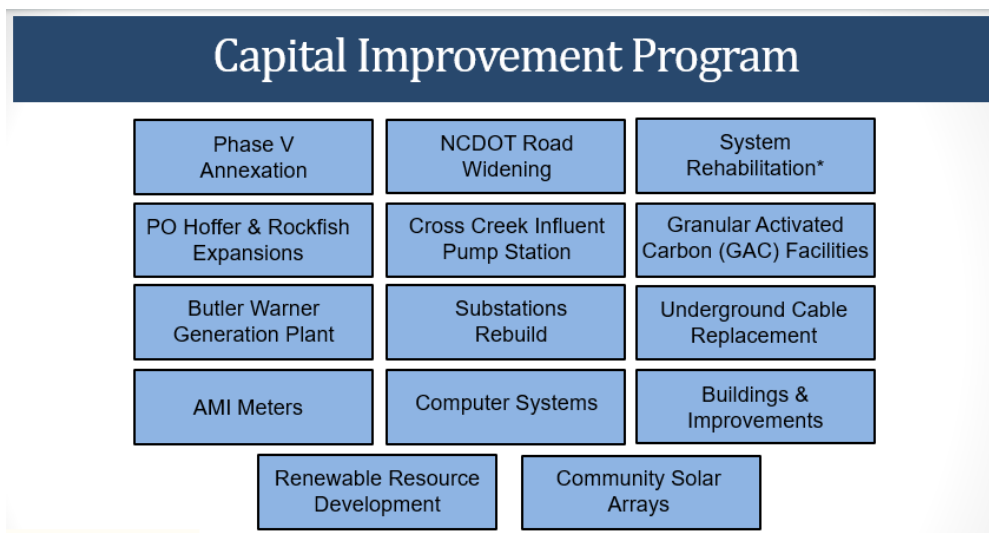 Capital Improvement Program
Phase V
Annexation
NCDOT Road
Widening
System
Rehabilitation*
PO Hoffer & Rockfish
Expansions
Cross Creek Influent
Pump Station
Granular Activated
Carbon (GAC) Facilities
Butler Warner
Generation Plant
Substations
Rebuild
Underground Cable
Replacement
AMI Meters
Computer Systems
Buildings &
Improvements
Renewable Resource
Development
Community Solar
Arrays